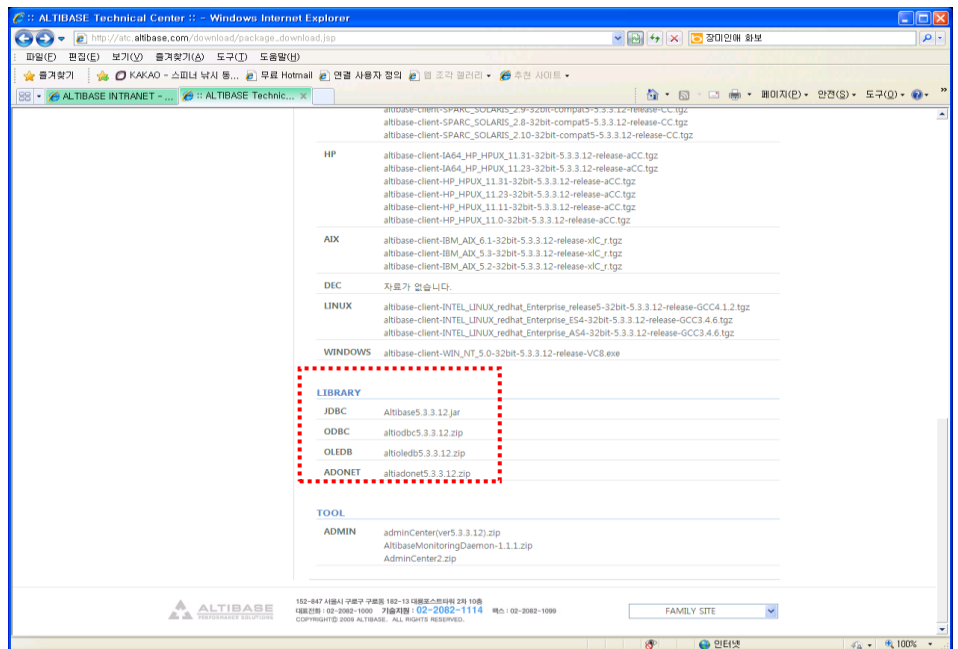 :: ALTIBASE Technical Center :: - Windows Internet Explorer
http://atc.altibase.com/download/package_download.jsp
장미인애 화보
파일(F) 편집(E) 보기(V) 즐겨찾기(A) 도구(T) 도움말(H)
즐겨찾기 KAKAO - 스피너 낚시 통... 무료 Hotmail 연결 사용자 정의 웹 조각 갤러리 추천 사이트
ALTIBASE INTRANET - ... :: ALTIBASE Technic... 페이지(P) 안전(S) 도구(O)
altibase-client-SPARC_SOLARIS_2.9-32bit-compat5-5.3.3.12-release-CC.tgz
altibase-client-SPARC_SOLARIS_2.8-32bit-compat5-5.3.3.12-release-CC.tgz
altibase-client-SPARC_SOLARIS_2.10-32bit-compat5-5.3.3.12-release-CC.tgz
HP altibase-client-IA64_HP_HPUX_11.31-32bit-5.3.3.12-release-aCC.tgz
altibase-client-IA64_HP_HPUX_11.23-32bit-5.3.3.12-release-aCC.tgz
altibase-client-HP_HPUX_11.31-32bit-5.3.3.12-release-aCC.tgz
altibase-client-HP_HPUX_11.23-32bit-5.3.3.12-release-aCC.tgz
altibase-client-HP_HPUX_11.11-32bit-5.3.3.12-release-aCC.tgz
altibase-client-HP_HPUX_11.0-32bit-5.3.3.12-release-aCC.tgz
AIX altibase-client-IBM_AIX_6.1-32bit-5.3.3.12-release-xlC_r.tgz
altibase-client-IBM_AIX_5.3-32bit-5.3.3.12-release-xlC_r.tgz
altibase-client-IBM_AIX_5.2-32bit-5.3.3.12-release-xlC_r.tgz
DEC 자료가 없습니다.
LINUX altibase-client-INTEL_LINUX_redhat_Enterprise_release5-32bit-5.3.3.12-release-GCC4.1.2.tgz
altibase-client-INTEL_LINUX_redhat_Enterprise_ES4-32bit-5.3.3.12-release-GCC3.4.6.tgz
altibase-client-INTEL_LINUX_redhat_Enterprise_AS4-32bit-5.3.3.12-release-GCC3.4.6.tgz
WINDOWS altibase-client-WIN_NT_5.0-32bit-5.3.3.12-release-VC8.exe
LIBRARY
JDBC Altibase5.3.3.12.jar
ODBC altiodbc5.3.3.12.zip
OLEDB altioledb5.3.3.12.zip
ADONET altiadonet5.3.3.12.zip
TOOL
ADMIN adminCenter(ver5.3.3.12).zip
AltibaseMonitoringDaemon-1.1.1.zip
AdminCenter2.zip
ALTIBASE
PERFORMANCE SOLUTIONS
152-847 서울시 구로구 구로동 182-13 대륭포스트타워 2차 10층
대표전화 : 02-2082-1000 기술지원 : 02-2082-1114 팩스 : 02-2082-1099
COPYRIGHTⓒ 2009 ALTIBASE. ALL RIGHTS RESERVED.
FAMILY SITE
인터넷 100%